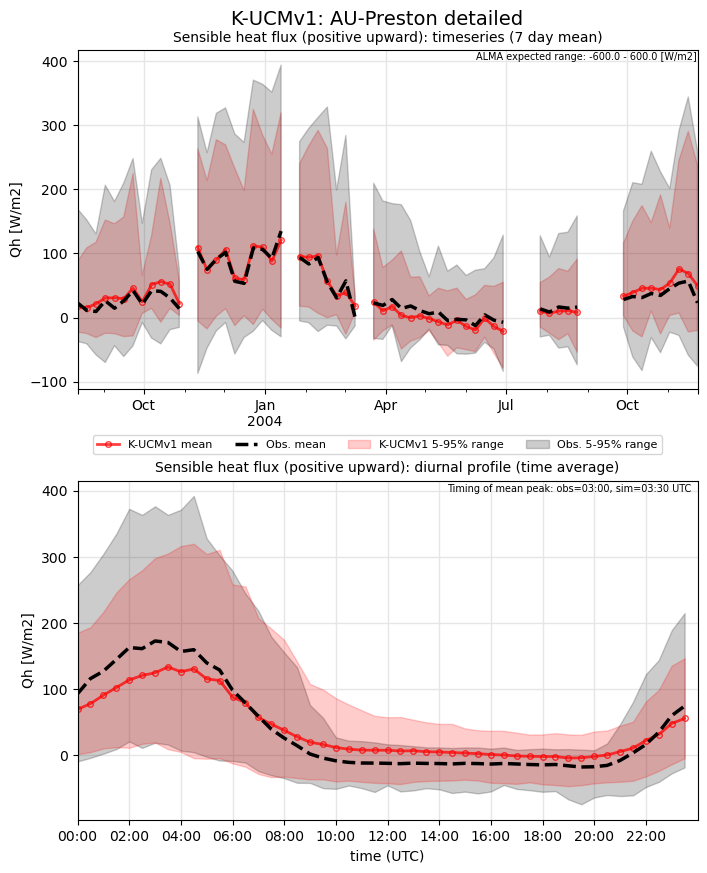 K-UCMv1: AU-Preston detailed
Sensible heat flux (positive upward): timeseries (7 day mean)
ALMA expected range: -600.0 - 600.0 [W/m2]
Qh [W/m2]
400
300
200
100
0
−100
Oct Jan Apr Jul Oct
2004
K-UCMv1 mean Obs. mean K-UCMv1 5-95% range Obs. 5-95% range
Sensible heat flux (positive upward): diurnal profile (time average)
Timing of mean peak: obs=03:00, sim=03:30 UTC
Qh [W/m2]
400
300
200
100
0
00:00 02:00 04:00 06:00 08:00 10:00 12:00 14:00 16:00 18:00 20:00 22:00
time (UTC)